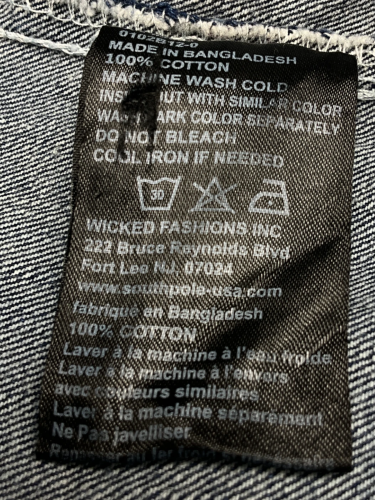 MADE IN BANGLADESH
100% COTTON
MACHINE WASH COLD
OUT WITH SIMILAR COLOR
COLOR SEPARATELY
DO NOT BLEACH
COOL IRON IF NEEDED
30
WICKED FASHIONS INC
222 Bruce Reynolds Blvd
Fort Lee NJ, 07024
www.southpole-usa.com
fabrique en Bangladesh
100% COTTON
Laver à la machine à l'eau froide
Laver à la machine à l'envers
avec couleurs similaires
Laver à la machine séparement
Ne Pas javelliser